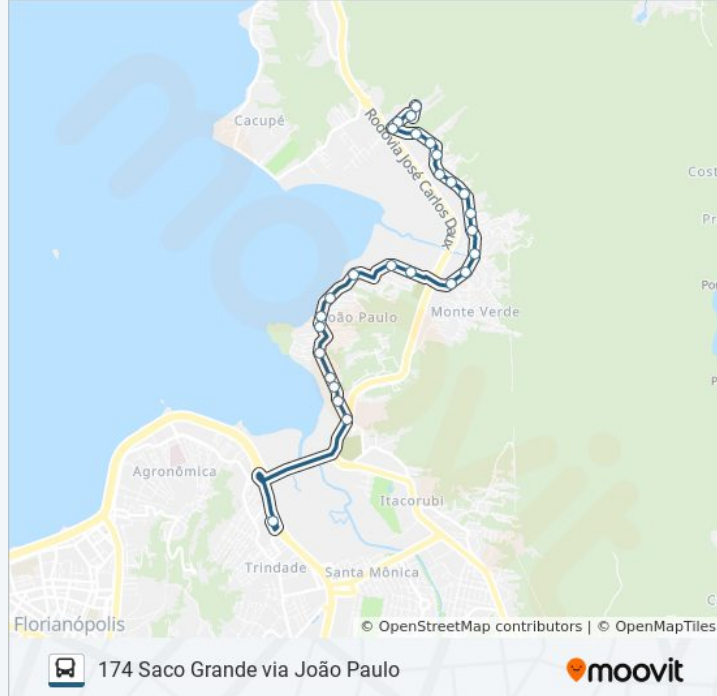 Cacupé
Rodovia José Carlos Daux
Cost
Pr
Por
João Paulo
Monte Verde
P
Agronômica
Itacorubi
Trindade
Santa Mônica
C
Florianópolis
© OpenStreetMap contributors | © OpenMapTiles
174 Saco Grande via João Paulo
moovit